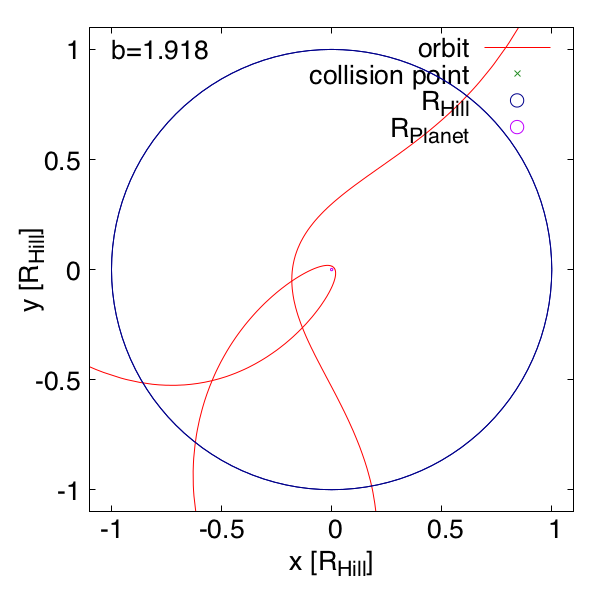 b=1.918
orbit
collision point
R_Hill
R_Planet
1
0.5
0
-0.5
-1
-1
-0.5
0
0.5
1
y [R_Hill]
x [R_Hill]